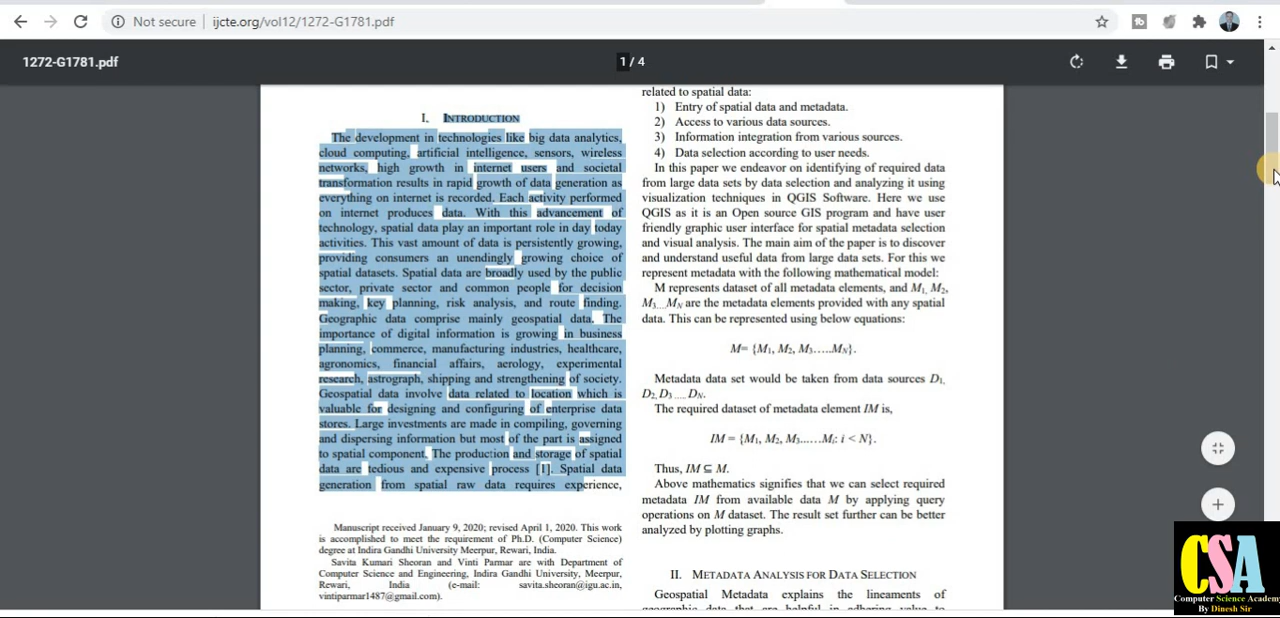 Not secure | ijcte.org/vol12/1272-G1781.pdf
1272-G1781.pdf
1 / 4
I. INTRODUCTION
The development in technologies like big data analytics,
cloud computing, artificial intelligence, sensors, wireless
networks, high growth in internet users and societal
transformation results in rapid growth of data generation as
everything on internet is recorded. Each activity performed
on internet produces data. With this advancement of
technology, spatial data play an important role in day today
activities. This vast amount of data is persistently growing,
providing consumers an unendingly growing choice of
spatial datasets. Spatial data are broadly used by the public
sector, private sector and common people for decision
making, key planning, risk analysis, and route finding.
Geographic data comprise mainly geospatial data. The
importance of digital information is growing in business
planning, commerce, manufacturing industries, healthcare,
agronomics, financial affairs, aerology, experimental
research, astrograph, shipping and strengthening of society.
Geospatial data involve data related to location which is
valuable for designing and configuring of enterprise data
stores. Large investments are made in compiling, governing
and dispersing information but most of the part is assigned
to spatial component. The production and storage of spatial
data are tedious and expensive process [1]. Spatial data
generation from spatial raw data requires experience,
Manuscript received January 9, 2020; revised April 1, 2020. This work
is accomplished to meet the requirement of Ph.D. (Computer Science)
degree at Indira Gandhi University Meerpur, Rewari, India.
Savita Kumari Sheoran and Vinti Parmar are with Department of
Computer Science and Engineering, Indira Gandhi University, Meerpur,
Rewari, India (e-mail: savita.sheoran@igu.ac.in,
vintiparmar1487@gmail.com).
related to spatial data:
1) Entry of spatial data and metadata.
2) Access to various data sources.
3) Information integration from various sources.
4) Data selection according to user needs.
In this paper we endeavor on identifying of required data
from large data sets by data selection and analyzing it using
visualization techniques in QGIS Software. Here we use
QGIS as it is an Open source GIS program and have user
friendly graphic user interface for spatial metadata selection
and visual analysis. The main aim of the paper is to discover
and understand useful data from large data sets. For this we
represent metadata with the following mathematical model:
M represents dataset of all metadata elements, and M1, M2,
M3...MN are the metadata elements provided with any spatial
data. This can be represented using below equations:
M= {M1, M2, M3.....MN}.
Metadata data set would be taken from data sources D1,
D2, D3 .... DN.
The required dataset of metadata element IM is,
IM = {M1, M2, M3......Mi; i < N}.
Thus, IM ⊆ M.
Above mathematics signifies that we can select required
metadata IM from available data M by applying query
operations on M dataset. The result set further can be better
analyzed by plotting graphs.
II. METADATA ANALYSIS FOR DATA SELECTION
Geospatial Metadata explains the lineaments of
geographic data that are helpful in adhering value to
CSA
Computer Science Academy
By Dinesh Sir